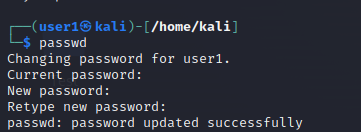 ┌──(user1㉿kali)-[/home/kali]
└─$ passwd
Changing password for user1.
Current password:
New password:
Retype new password:
passwd: password updated successfully